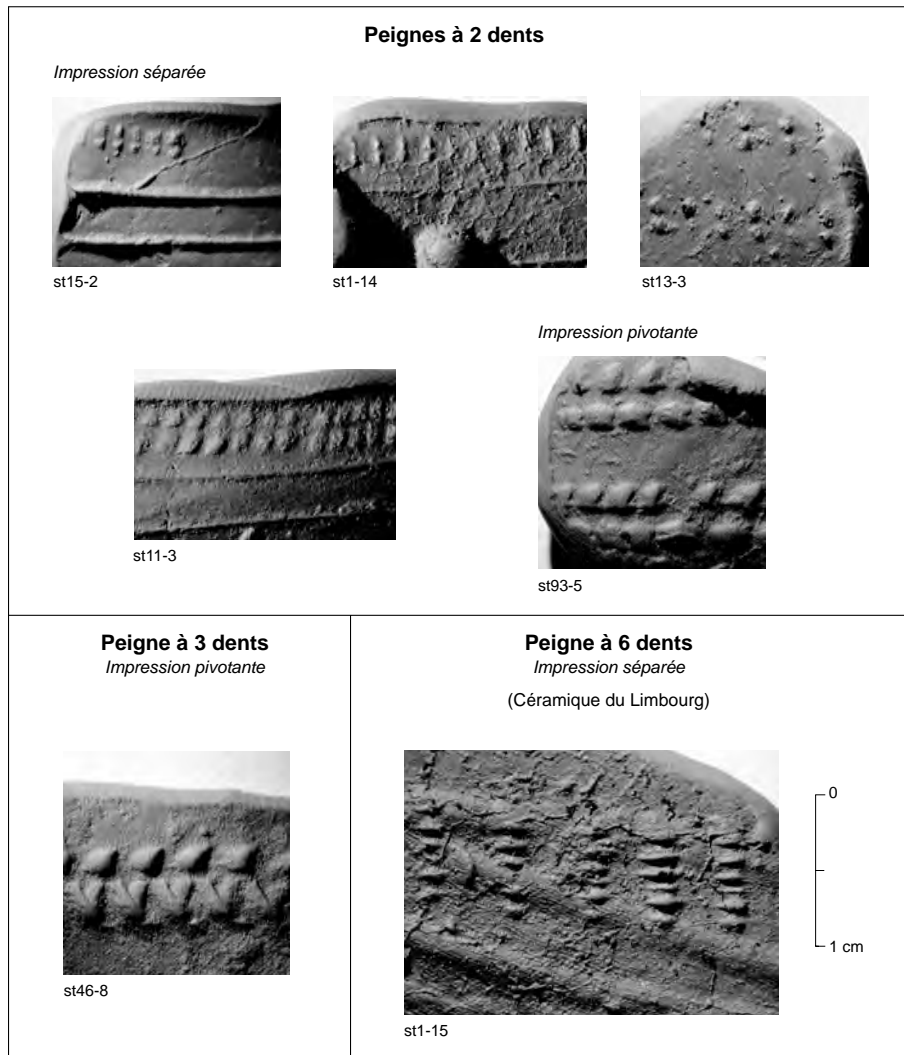 Peignes à 2 dents
Impression séparée
st15-2
st1-14
st13-3
Impression pivotante
st11-3
st93-5
Peigne à 3 dents
Impression pivotante
st46-8
Peigne à 6 dents
Impression séparée
(Céramique du Limbourg)
0
1 cm
st1-15